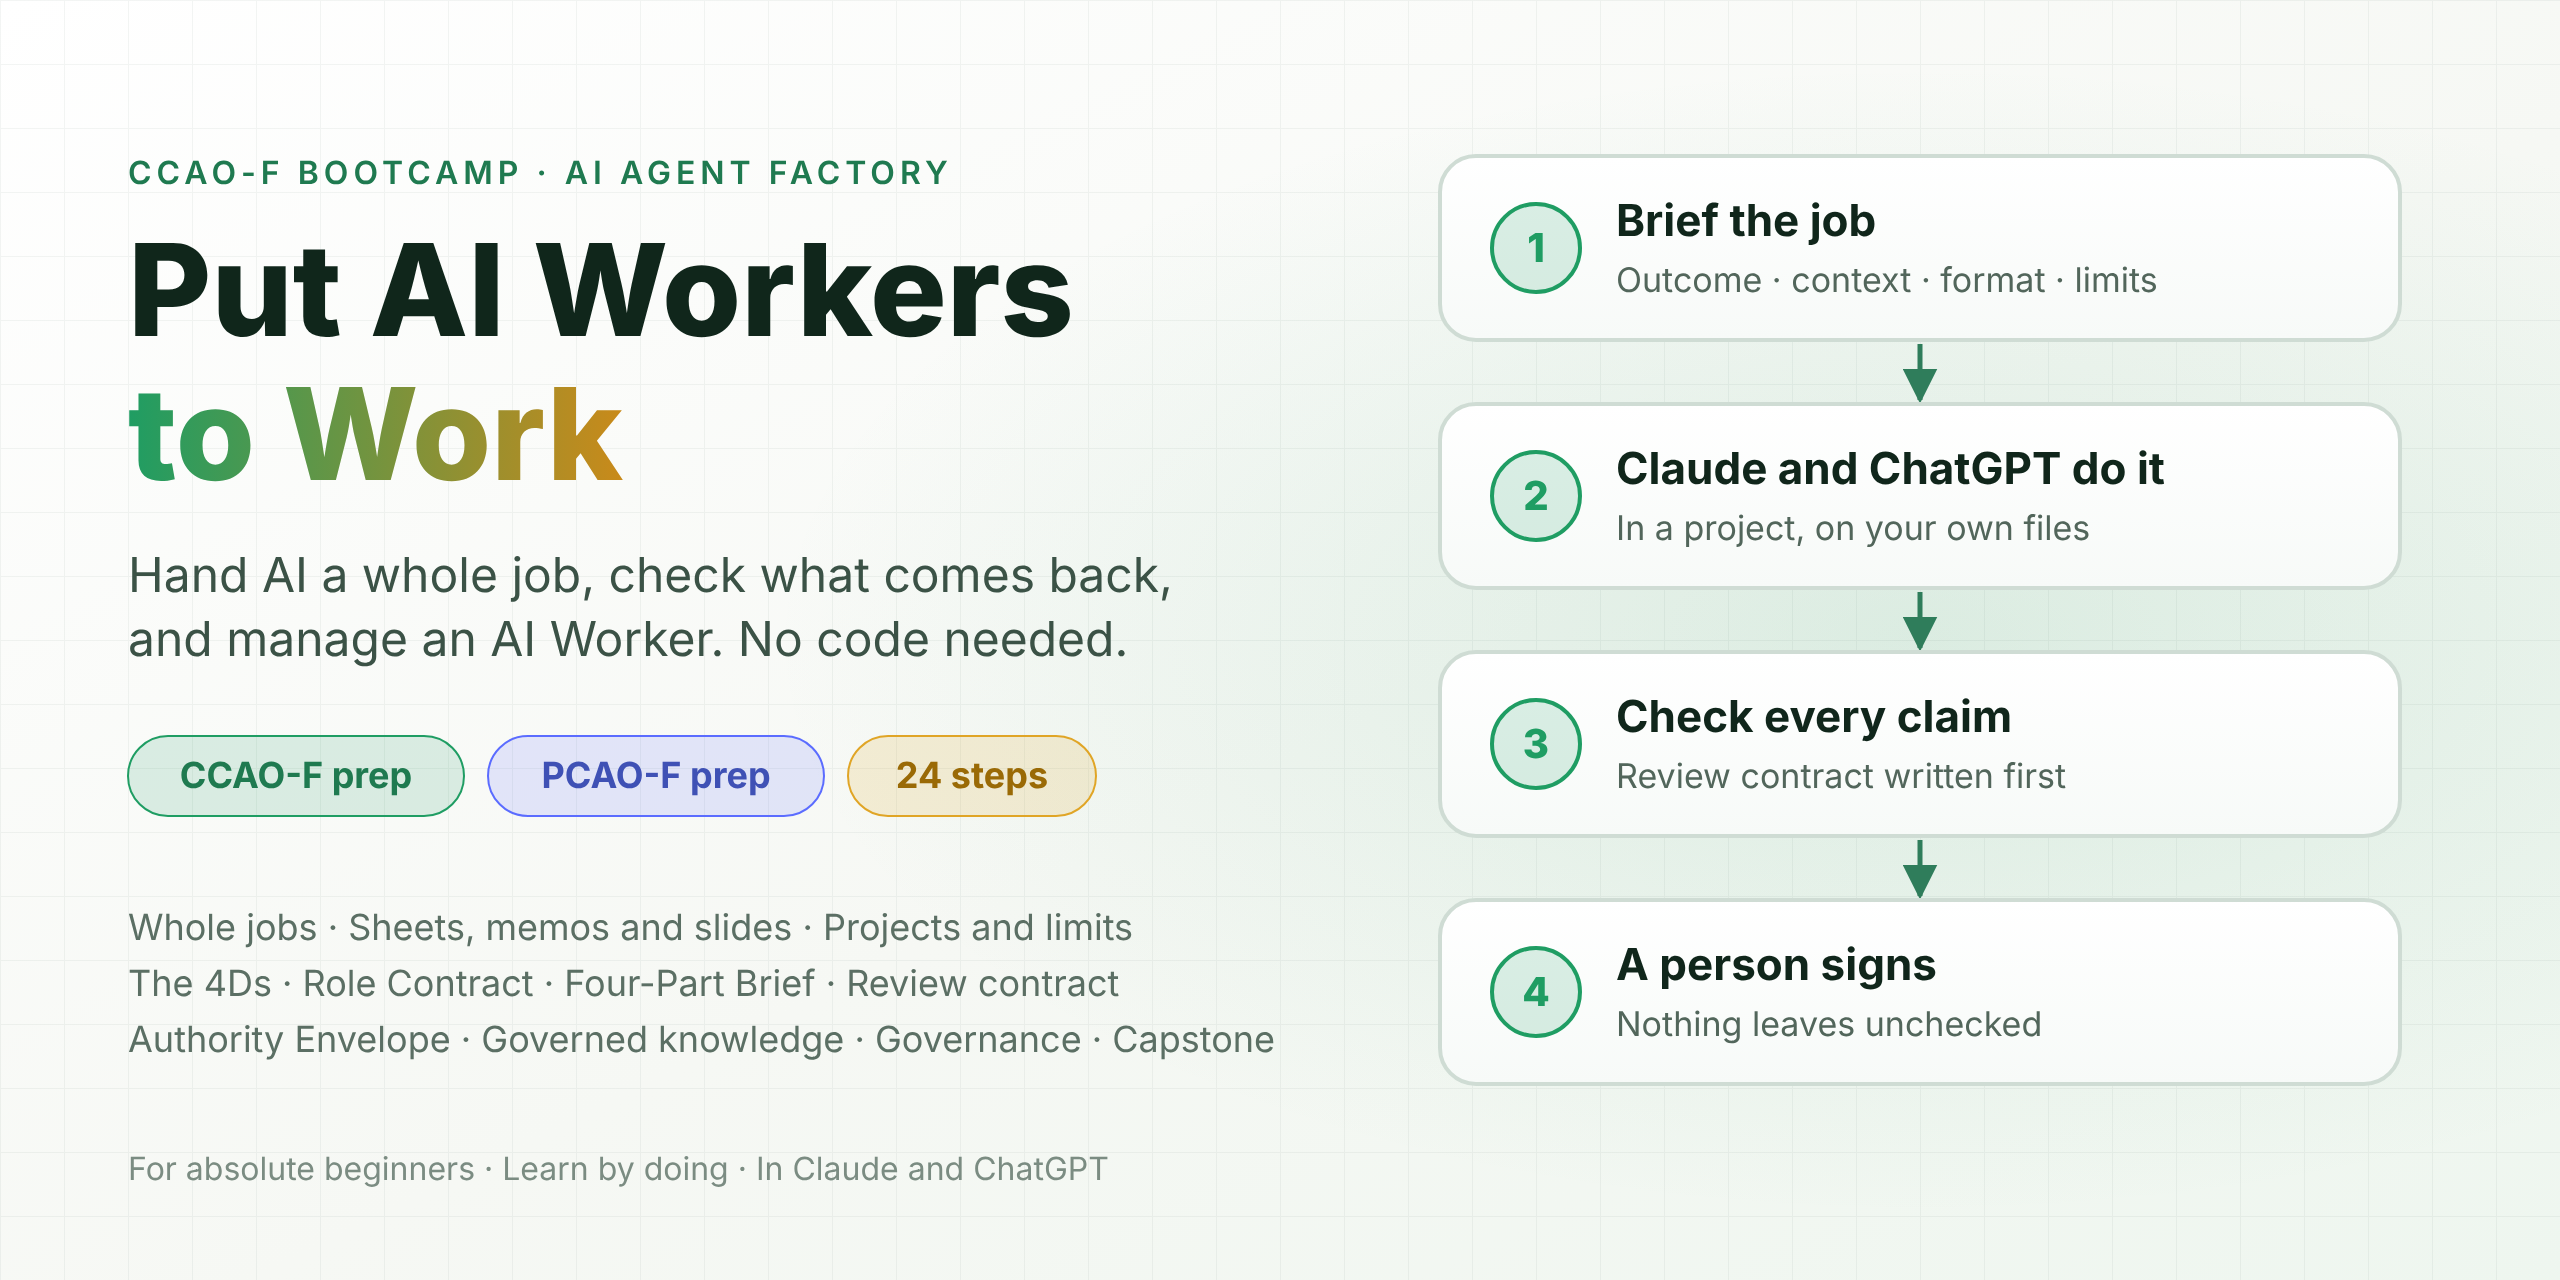 CCAO-F BOOTCAMP · AI AGENT FACTORY
Put AI Workers
to Work
Hand AI a whole job, check what comes back,
and manage an AI Worker. No code needed.
CCAO-F prep
PCAO-F prep
24 steps
Whole jobs · Sheets, memos and slides · Projects and limits
The 4Ds · Role Contract · Four-Part Brief · Review contract
Authority Envelope · Governed knowledge · Governance · Capstone
For absolute beginners · Learn by doing · In Claude and ChatGPT
1
Brief the job
Outcome · context · format · limits
2
Claude and ChatGPT do it
In a project, on your own files
3
Check every claim
Review contract written first
4
A person signs
Nothing leaves unchecked